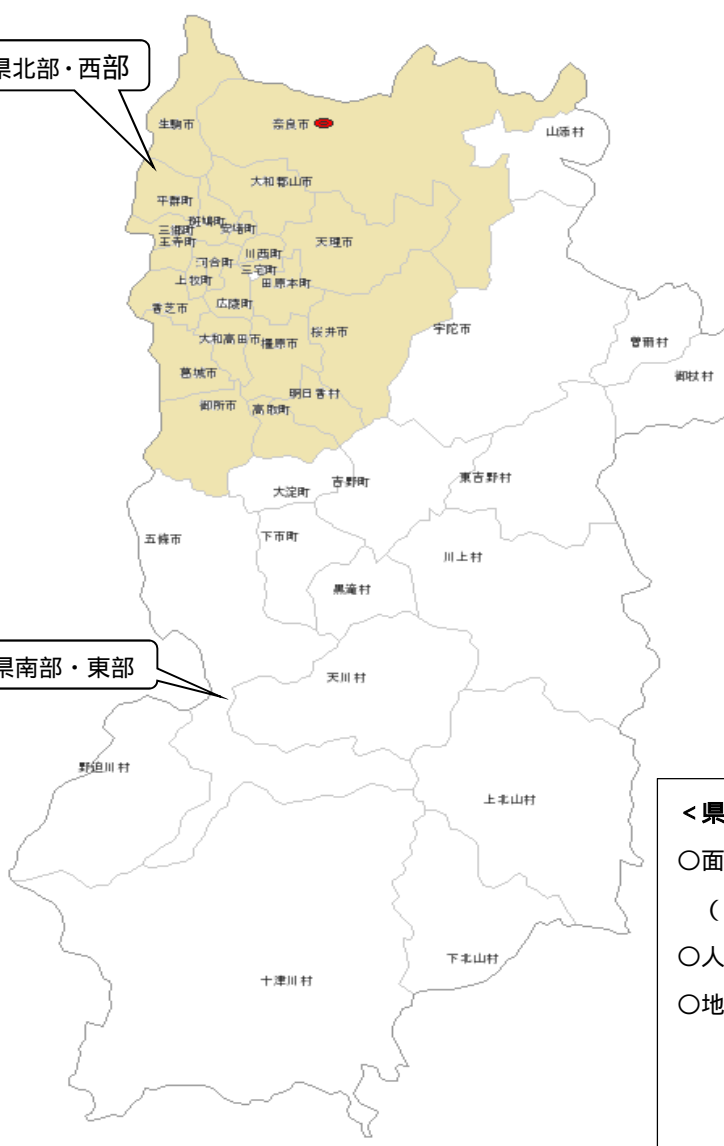 県北部・西部
生駒市
奈良市
山添村
大和郡山市
平群町
斑鳩町
安堵町
三郷町
王寺町
天理市
川西町
河合町
三宅町
上牧町
田原本町
広陵町
香芝市
桜井市
宇陀市
大和高田市
橿原市
曽爾村
葛城市
御杖村
明日香村
御所市
高取町
吉野町
東吉野村
大淀町
五條市
下市町
川上村
黒滝村
県南部・東部
天川村
野迫川村
上北山村
<県
〇面
(
〇人
下北山村
十津川村
〇地